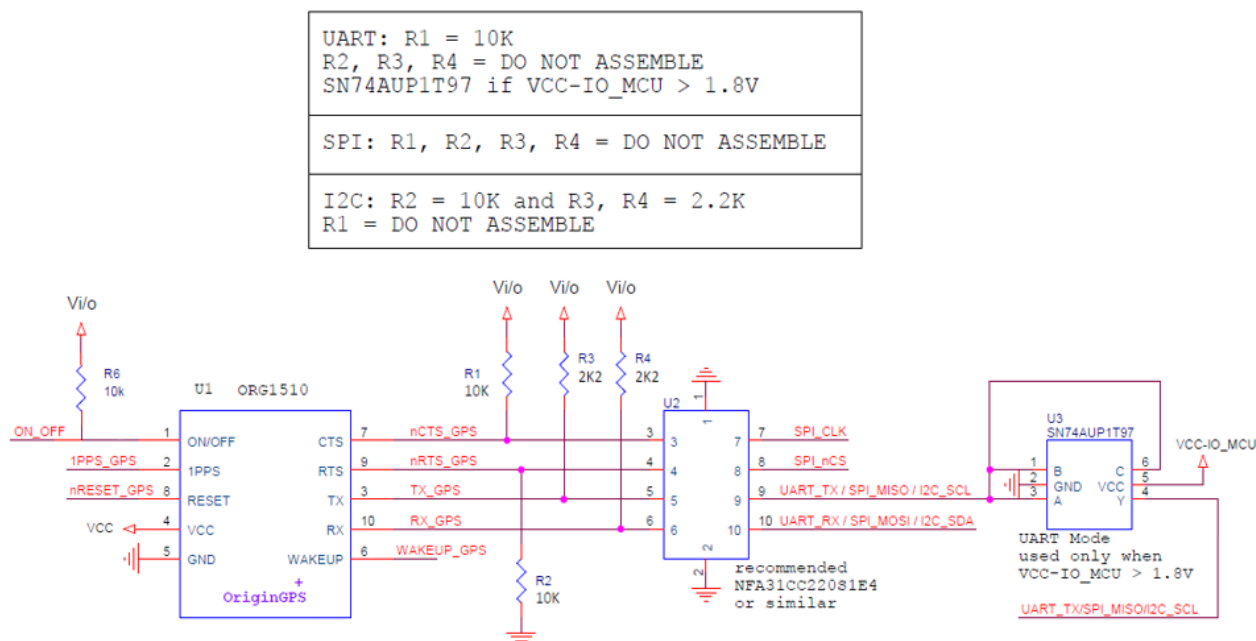 UART: R1 = 10K
R2, R3, R4 = DO NOT ASSEMBLE
SN74AUP1T97 if VCC-IO_MCU > 1.8V
SPI: R1, R2, R3, R4 = DO NOT ASSEMBLE
I2C: R2 = 10K and R3, R4 = 2.2K
R1 = DO NOT ASSEMBLE
Vi/o
R6
10k
ON_OFF
1PPS_GPS
nRESET_GPS
VCC
U1 ORG1510
1 ON/OFF
2 1PPS
8 RESET
4 VCC
5 GND
CTS 7
RTS 9
TX 3
RX 10
WAKEUP 6
+
OriginGPS
nCTS_GPS
nRTS_GPS
TX_GPS
RX_GPS
WAKEUP_GPS
Vi/o
R1
10K
Vi/o
R3
2K2
Vi/o
R4
2K2
R2
10K
U2
1
1
3 3
4 4
5 5
6 6
7 7
8 8
9 9
10 10
2
2
SPI_CLK
SPI_nCS
UART_TX / SPI_MISO / I2C_SCL
UART_RX / SPI_MOSI / I2C_SDA
recommended
NFA31CC220S1E4
or similar
U3
SN74AUP1T97
1 B
2 GND
3 A
C 6
VCC 5
Y 4
VCC-IO_MCU
UART Mode
used only when
VCC-IO_MCU > 1.8V
UART_TX/SPI_MISO/I2C_SCL